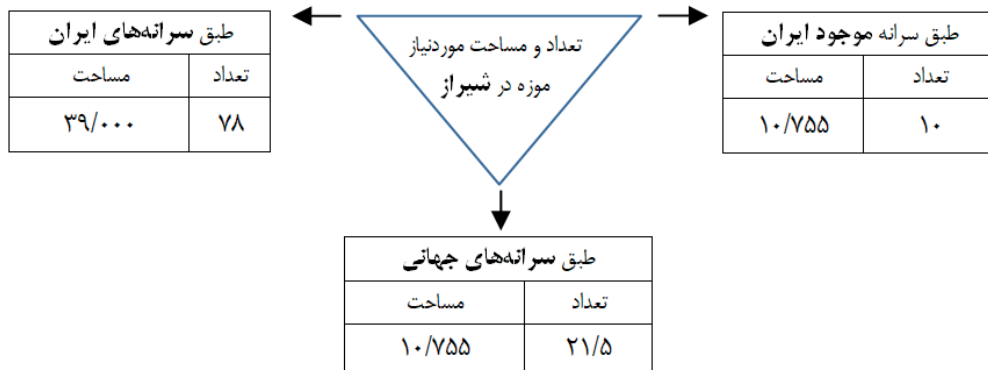 طبق سرانه موجود ایران
تعداد مساحت
۱۰ ۱۰/۷۵۵
تعداد و مساحت موردنیاز
موزه در شیراز
طبق سرانه‌های ایران
تعداد مساحت
۷۸ ۳۹/۰۰۰
طبق سرانه‌های جهانی
تعداد مساحت
۲۱/۵ ۱۰/۷۵۵